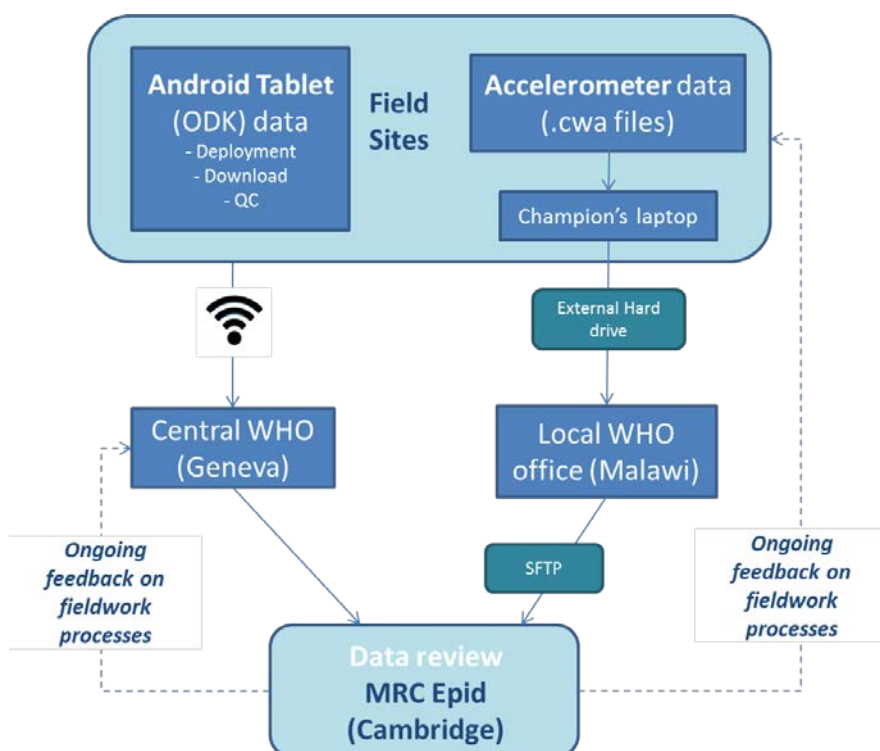 Android Tablet
(ODK) data
- Deployment
- Download
- QC
Field
Sites
Accelerometer data
(.cwa files)
Champion’s laptop
External Hard
drive
Central WHO
(Geneva)
Local WHO
office (Malawi)
Ongoing
feedback on
fieldwork
processes
SFTP
Ongoing
feedback on
fieldwork
processes
Data review
MRC Epid
(Cambridge)